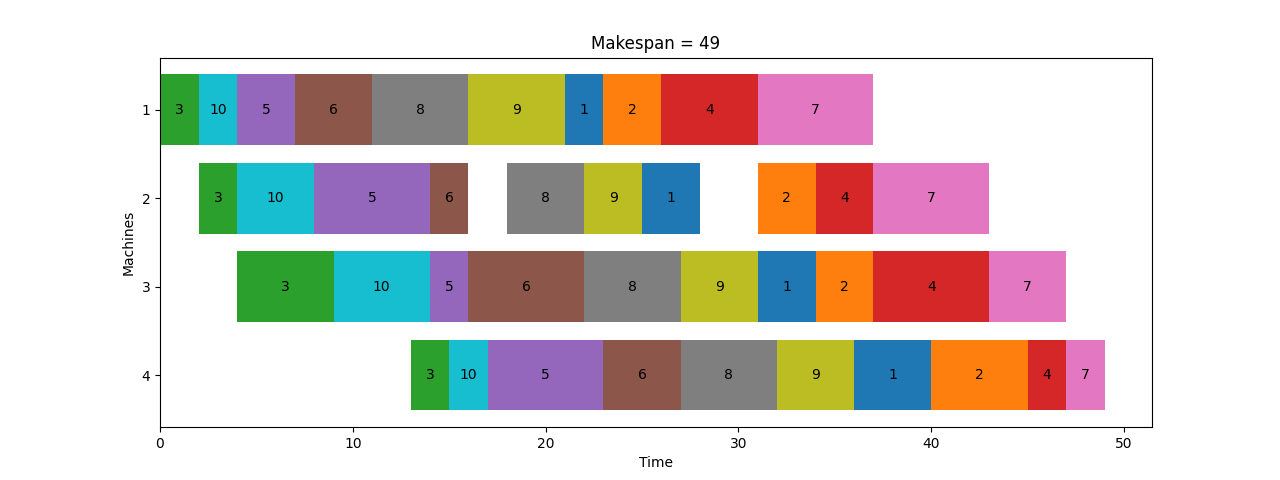 Makespan = 49
Machines
1 3 10 5 6 8 9 1 2 4 7
2 3 10 5 6 8 9 1 2 4 7
3 3 10 5 6 8 9 1 2 4 7
4 3 10 5 6 8 9 1 2 4 7
0 10 20 30 40 50
Time